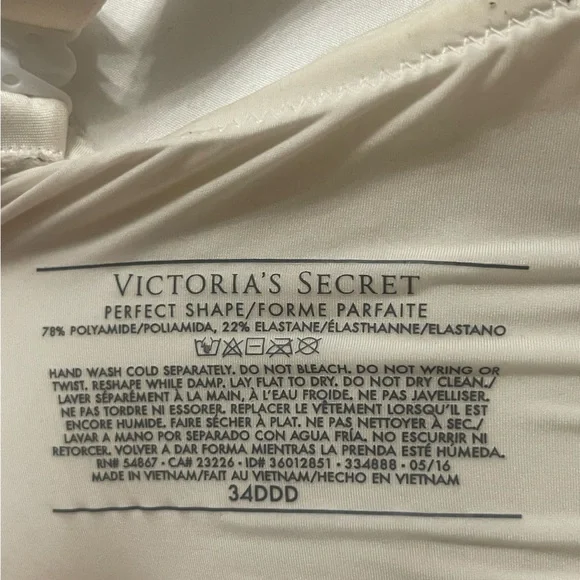 VICTORIA'S SECRET
PERFECT SHAPE/FORME PARFAITE
78% POLYAMIDE/POLIAMIDA, 22% ELASTANE/ÉLASTHANNE/ELASTANO
HAND WASH COLD SEPARATELY. DO NOT BLEACH. DO NOT WRING OR
TWIST. RESHAPE WHILE DAMP. LAY FLAT TO DRY. DO NOT DRY CLEAN./
LAVER SÉPARÉMENT À LA MAIN, À L'EAU FROIDE. NE PAS JAVELLISER.
NE PAS TORDRE NI ESSORER. REPLACER LE VÊTEMENT LORSQU'IL EST
ENCORE HUMIDE. FAIRE SÉCHER À PLAT. NE PAS NETTOYER À SEC./
LAVAR A MANO POR SEPARADO CON AGUA FRÍA. NO ESCURRIR NI
RETORCER. VOLVER A DAR FORMA MIENTRAS LA PRENDA ESTÉ HÚMEDA.
RN# 54867 • CA# 23226 • ID# 36012851 • 334888 • 05/16
MADE IN VIETNAM/FAIT AU VIETNAM/HECHO EN VIETNAM
34DDD